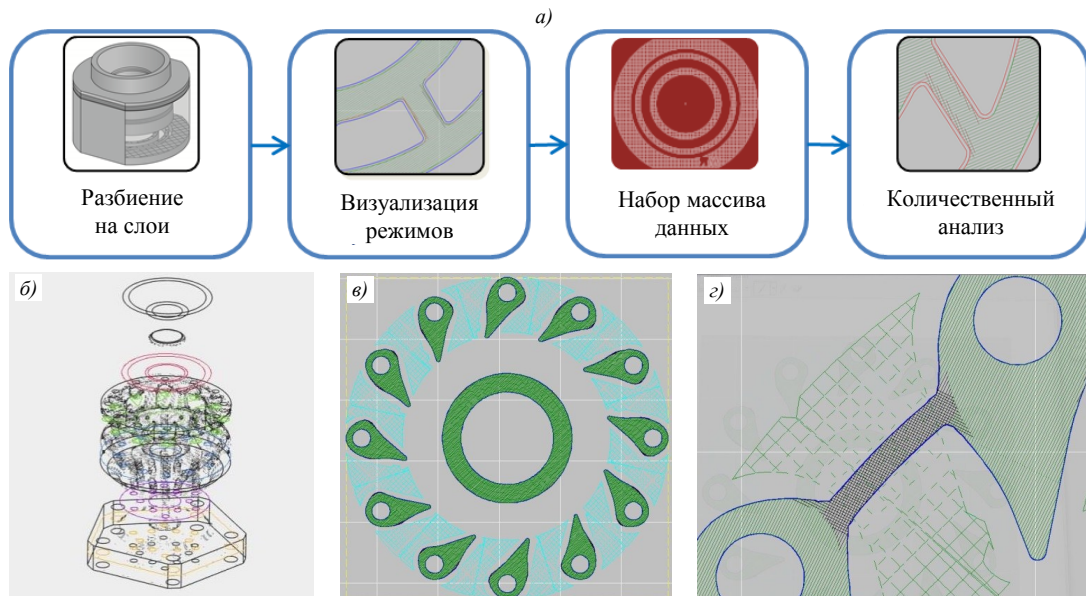 а)
Разбиение
на слои
Визуализация
режимов
Набор массива
данных
Количественный
анализ
б)
в)
г)